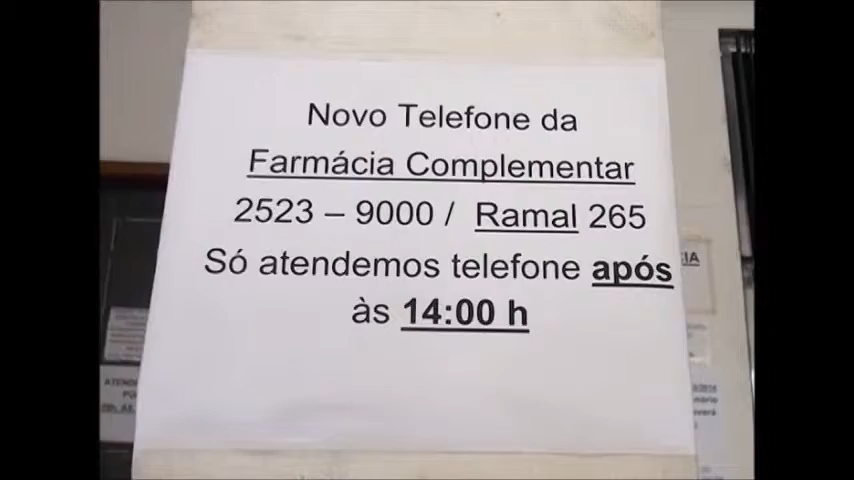 Novo Telefone da
Farmácia Complementar
2523 – 9000 / Ramal 265
Só atendemos telefone após
às 14:00 h